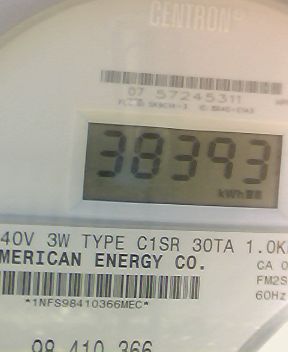 CENTRON®
07 57245311
38393
kWh
40V 3W TYPE C1SR 30TA 1.0K
MERICAN ENERGY CO.
CA 0
FM2S
60Hz
*1NFS98410366MEC*
98 410 366